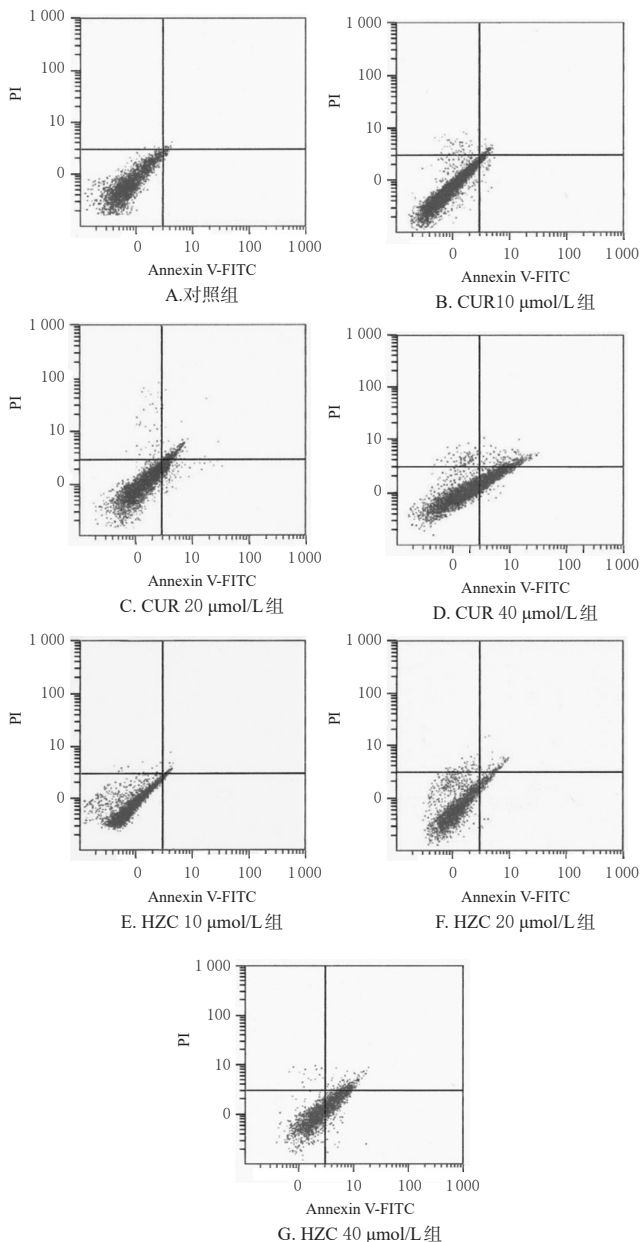 1 000
100
10
0
PI
0 10 100 1 000
Annexin V-FITC
A.对照组
1 000
100
10
0
PI
0 10 100 1 000
Annexin V-FITC
B. CUR10 μmol/L组
1 000
100
10
0
PI
0 10 100 1 000
Annexin V-FITC
C. CUR 20 μmol/L组
1 000
100
10
0
PI
0 10 100 1 000
Annexin V-FITC
D. CUR 40 μmol/L组
1 000
100
10
0
PI
0 10 100 1 000
Annexin V-FITC
E. HZC 10 μmol/L组
1 000
100
10
0
PI
0 10 100 1 000
Annexin V-FITC
F. HZC 20 μmol/L组
1 000
100
10
0
PI
0 10 100 1 000
Annexin V-FITC
G. HZC 40 μmol/L组